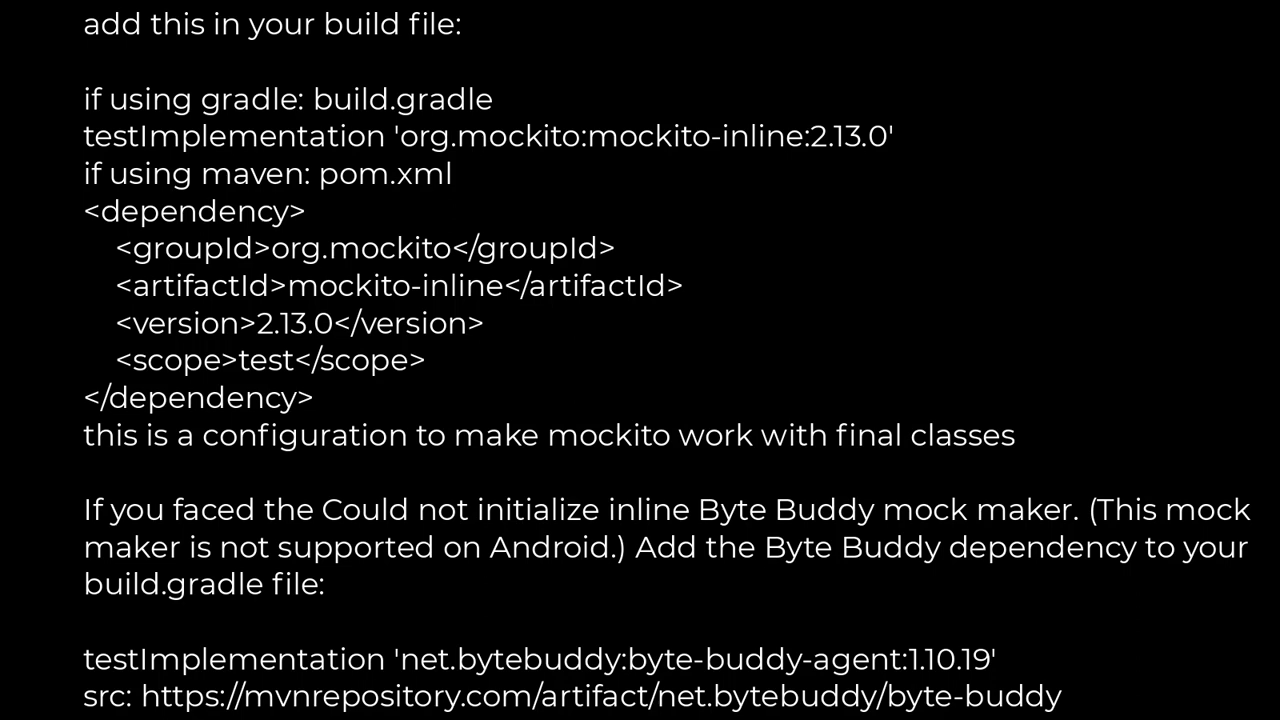 add this in your build file:
if using gradle: build.gradle
testImplementation 'org.mockito:mockito-inline:2.13.0'
if using maven: pom.xml
<dependency>
    <groupId>org.mockito</groupId>
    <artifactId>mockito-inline</artifactId>
    <version>2.13.0</version>
    <scope>test</scope>
</dependency>
this is a configuration to make mockito work with final classes
If you faced the Could not initialize inline Byte Buddy mock maker. (This mock
maker is not supported on Android.) Add the Byte Buddy dependency to your
build.gradle file:
testImplementation 'net.bytebuddy:byte-buddy-agent:1.10.19'
src: https://mvnrepository.com/artifact/net.bytebuddy/byte-buddy